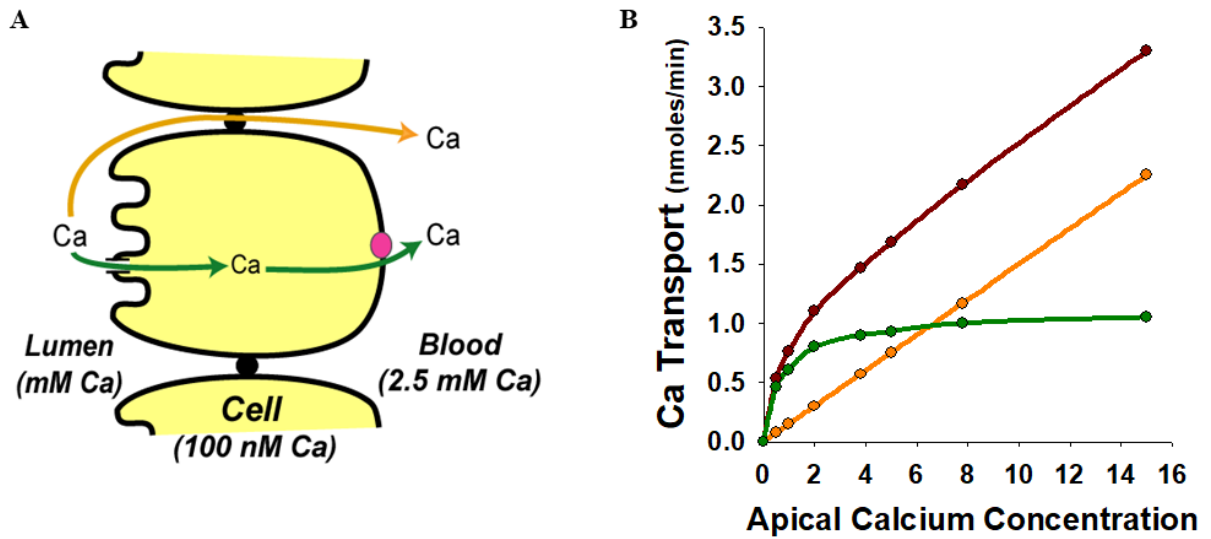 A
Ca
Ca
Ca
Ca
Lumen
(mM Ca)
Blood
(2.5 mM Ca)
Cell
(100 nM Ca)
B
Ca Transport (nmoles/min)
3.5
3.0
2.5
2.0
1.5
1.0
0.5
0.0
0 2 4 6 8 10 12 14 16
Apical Calcium Concentration